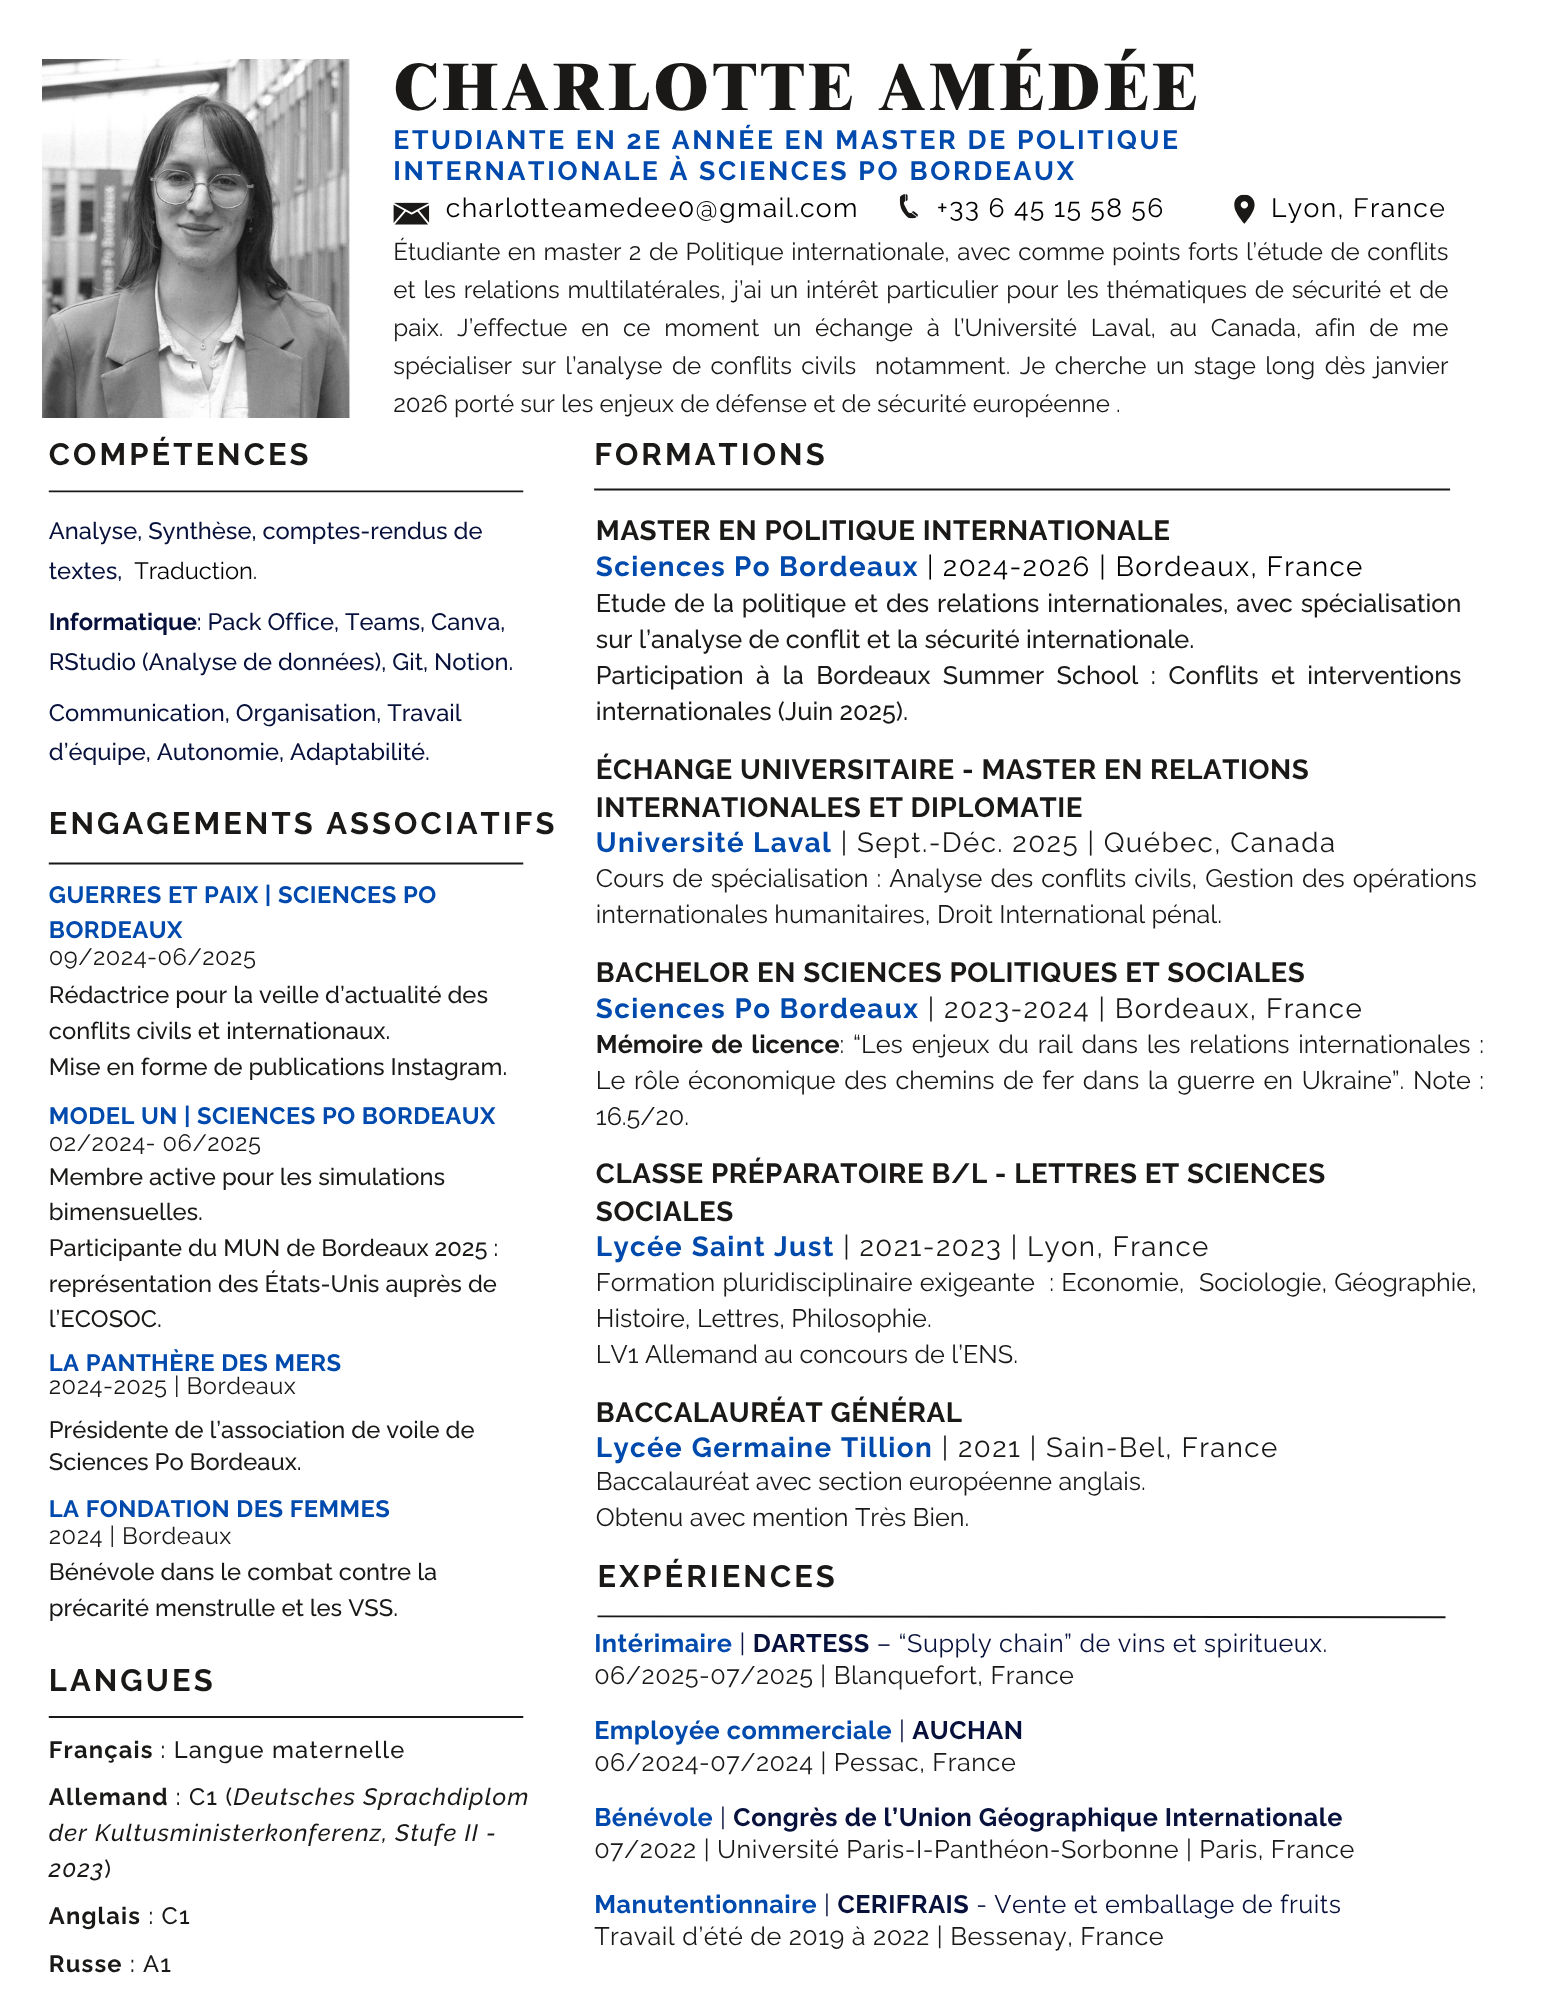 CHARLOTTE AMÉDÉE
ETUDIANTE EN 2E ANNÉE EN MASTER DE POLITIQUE
INTERNATIONALE À SCIENCES PO BORDEAUX
charlotteamedee0@gmail.com +33 6 45 15 58 56 Lyon, France
Étudiante en master 2 de Politique internationale, avec comme points forts l'étude de conflits
et les relations multilatérales, j'ai un intérêt particulier pour les thématiques de sécurité et de
paix. J'effectue en ce moment un échange à l'Université Laval, au Canada, afin de me
spécialiser sur l'analyse de conflits civils notamment. Je cherche un stage long dès janvier
2026 porté sur les enjeux de défense et de sécurité européenne .
COMPÉTENCES
Analyse, Synthèse, comptes-rendus de
textes, Traduction.
Informatique: Pack Office, Teams, Canva,
RStudio (Analyse de données), Git, Notion.
Communication, Organisation, Travail
d'équipe, Autonomie, Adaptabilité.
ENGAGEMENTS ASSOCIATIFS
GUERRES ET PAIX | SCIENCES PO
BORDEAUX
09/2024-06/2025
Rédactrice pour la veille d'actualité des
conflits civils et internationaux.
Mise en forme de publications Instagram.
MODEL UN | SCIENCES PO BORDEAUX
02/2024- 06/2025
Membre active pour les simulations
bimensuelles.
Participante du MUN de Bordeaux 2025 :
représentation des États-Unis auprès de
l'ECOSOC.
LA PANTHÈRE DES MERS
2024-2025 | Bordeaux
Présidente de l'association de voile de
Sciences Po Bordeaux.
LA FONDATION DES FEMMES
2024 | Bordeaux
Bénévole dans le combat contre la
précarité menstrulle et les VSS.
LANGUES
Français : Langue maternelle
Allemand : C1 (Deutsches Sprachdiplom
der Kultusministerkonferenz, Stufe II -
2023)
Anglais : C1
Russe : A1
FORMATIONS
MASTER EN POLITIQUE INTERNATIONALE
Sciences Po Bordeaux | 2024-2026 | Bordeaux, France
Etude de la politique et des relations internationales, avec spécialisation
sur l'analyse de conflit et la sécurité internationale.
Participation à la Bordeaux Summer School : Conflits et interventions
internationales (Juin 2025).
ÉCHANGE UNIVERSITAIRE - MASTER EN RELATIONS
INTERNATIONALES ET DIPLOMATIE
Université Laval | Sept.-Déc. 2025 | Québec, Canada
Cours de spécialisation : Analyse des conflits civils, Gestion des opérations
internationales humanitaires, Droit International pénal.
BACHELOR EN SCIENCES POLITIQUES ET SOCIALES
Sciences Po Bordeaux | 2023-2024 | Bordeaux, France
Mémoire de licence: “Les enjeux du rail dans les relations internationales :
Le rôle économique des chemins de fer dans la guerre en Ukraine”. Note :
16.5/20.
CLASSE PRÉPARATOIRE B/L - LETTRES ET SCIENCES
SOCIALES
Lycée Saint Just | 2021-2023 | Lyon, France
Formation pluridisciplinaire exigeante : Economie, Sociologie, Géographie,
Histoire, Lettres, Philosophie.
LV1 Allemand au concours de l'ENS.
BACCALAURÉAT GÉNÉRAL
Lycée Germaine Tillion | 2021 | Sain-Bel, France
Baccalauréat avec section européenne anglais.
Obtenu avec mention Très Bien.
EXPÉRIENCES
Intérimaire | DARTESS – “Supply chain” de vins et spiritueux.
06/2025-07/2025 | Blanquefort, France
Employée commerciale | AUCHAN
06/2024-07/2024 | Pessac, France
Bénévole | Congrès de l'Union Géographique Internationale
07/2022 | Université Paris-I-Panthéon-Sorbonne | Paris, France
Manutentionnaire | CERIFRAIS - Vente et emballage de fruits
Travail d'été de 2019 à 2022 | Bessenay, France